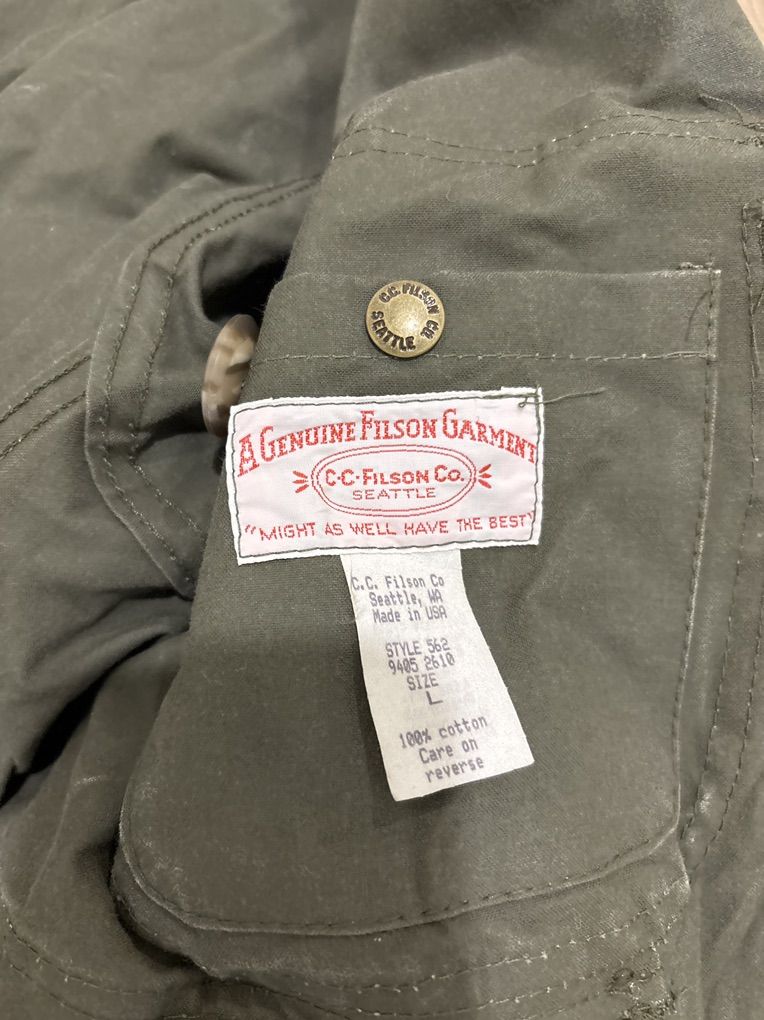 C.C. FILSON CO.
SEATTLE
A GENUINE FILSON GARMENT
C·C·FILSON CO.
SEATTLE
"MIGHT AS WELL HAVE THE BEST"
C.C. Filson Co
Seattle, WA
Made in USA
STYLE 562
9405 2610
SIZE
L
100% cotton
Care on
reverse